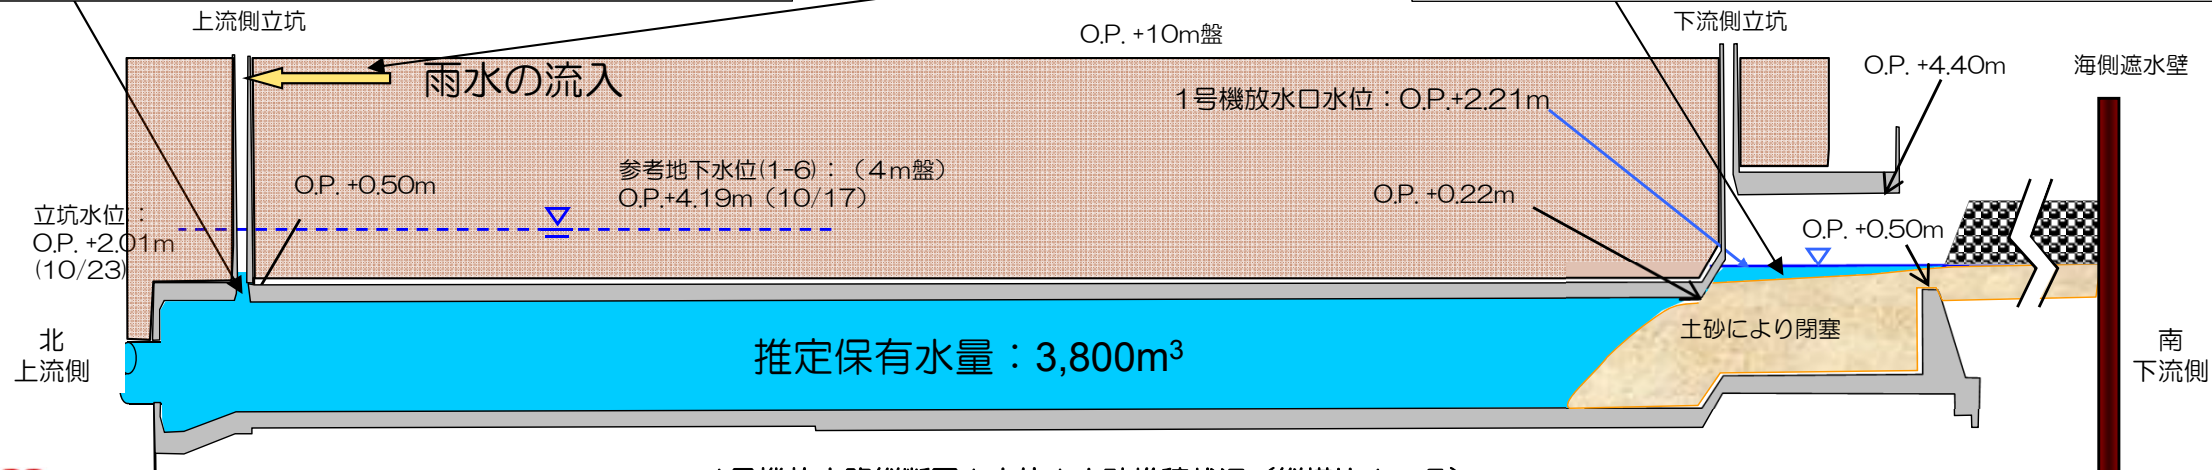 上流側立坑
O.P. +10m盤
下流側立坑
O.P. +4.40m
海側遮水壁
雨水の流入
1号機放水口水位：O.P.+2.21m
参考地下水位(1-6)：（4m盤）
O.P.+4.19m（10/17）
O.P. +0.50m
O.P. +0.22m
立坑水位：
O.P. +2.01m
(10/23)
O.P. +0.50m
北
上流側
推定保有水量：3,800m³
土砂により閉塞
南
下流側